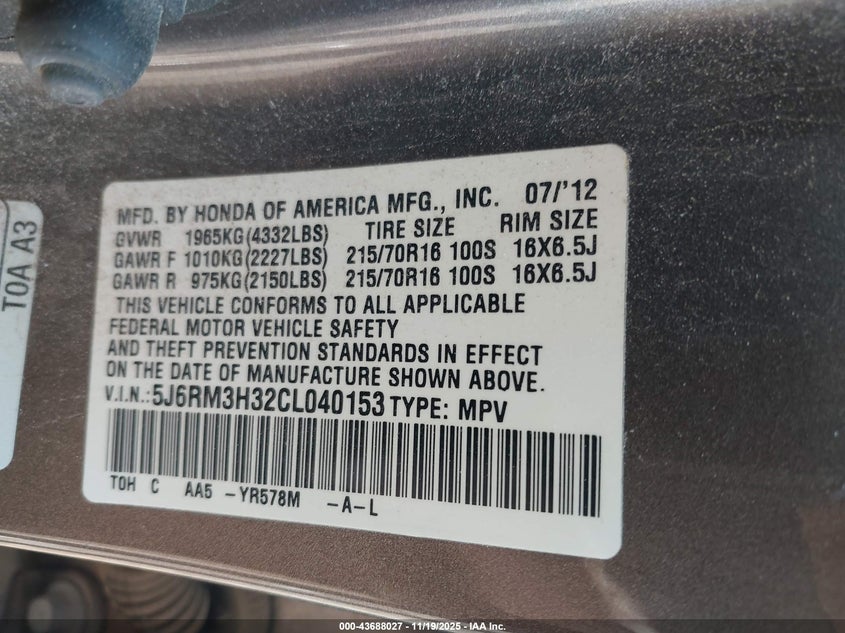 MFD. BY HONDA OF AMERICA MFG., INC. 07/'12
GVWR 1965KG(4332LBS) TIRE SIZE RIM SIZE
GAWR F 1010KG(2227LBS) 215/70R16 100S 16X6.5J
GAWR R 975KG(2150LBS) 215/70R16 100S 16X6.5J
THIS VEHICLE CONFORMS TO ALL APPLICABLE
FEDERAL MOTOR VEHICLE SAFETY
AND THEFT PREVENTION STANDARDS IN EFFECT
ON THE DATE OF MANUFACTURE SHOWN ABOVE.
V.I.N.:5J6RM3H32CL040153 TYPE: MPV
TOH C AA5 -YR578M -A-L
TOA A3
000-43688027 - 11/19/2025 - IAA Inc.